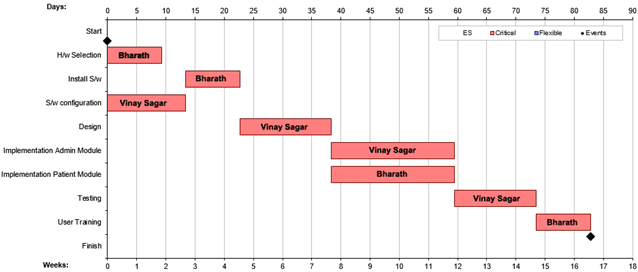 Days: 0 5 10 15 20 25 30 35 40 45 50 55 60 65 70 75 80 85 90
Start
ES Critical Flexible Events
H/w Selection Bharath
Install S/w Bharath
S/w configuration Vinay Sagar
Design Vinay Sagar
Implementation Admin Module Vinay Sagar
Implementation Patient Module Bharath
Testing Vinay Sagar
User Training Bharath
Finish
Weeks: 0 1 2 3 4 5 6 7 8 9 10 11 12 13 14 15 16 17 18